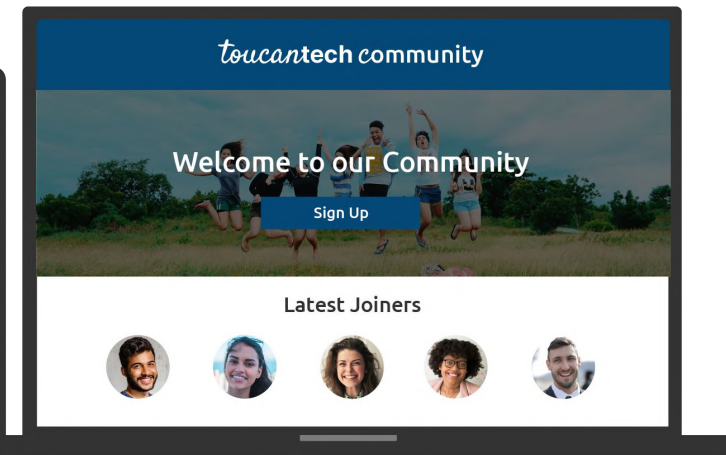 toucantech community
Welcome to our Community
Sign Up
Latest Joiners